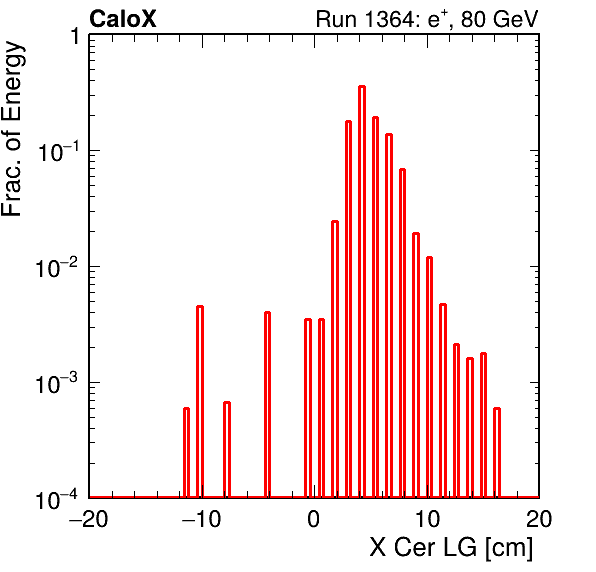 CaloX Run 1364: e⁺, 80 GeV
Frac. of Energy
1
10⁻¹
10⁻²
10⁻³
10⁻⁴
−20 −10 0 10 20
X Cer LG [cm]